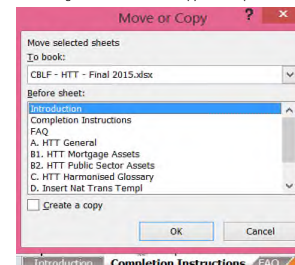 Move or Copy ?
Move selected sheets
To book:
CBLF - HTT - Final 2015.xlsx
Before sheet:
Introduction
Completion Instructions
FAQ
A. HTT General
B1. HTT Mortgage Assets
B2. HTT Public Sector Assets
C. HTT Harmonised Glossary
D. Insert Nat Trans Templ
Create a copy
OK Cancel
Introduction Completion Instructions FAQ